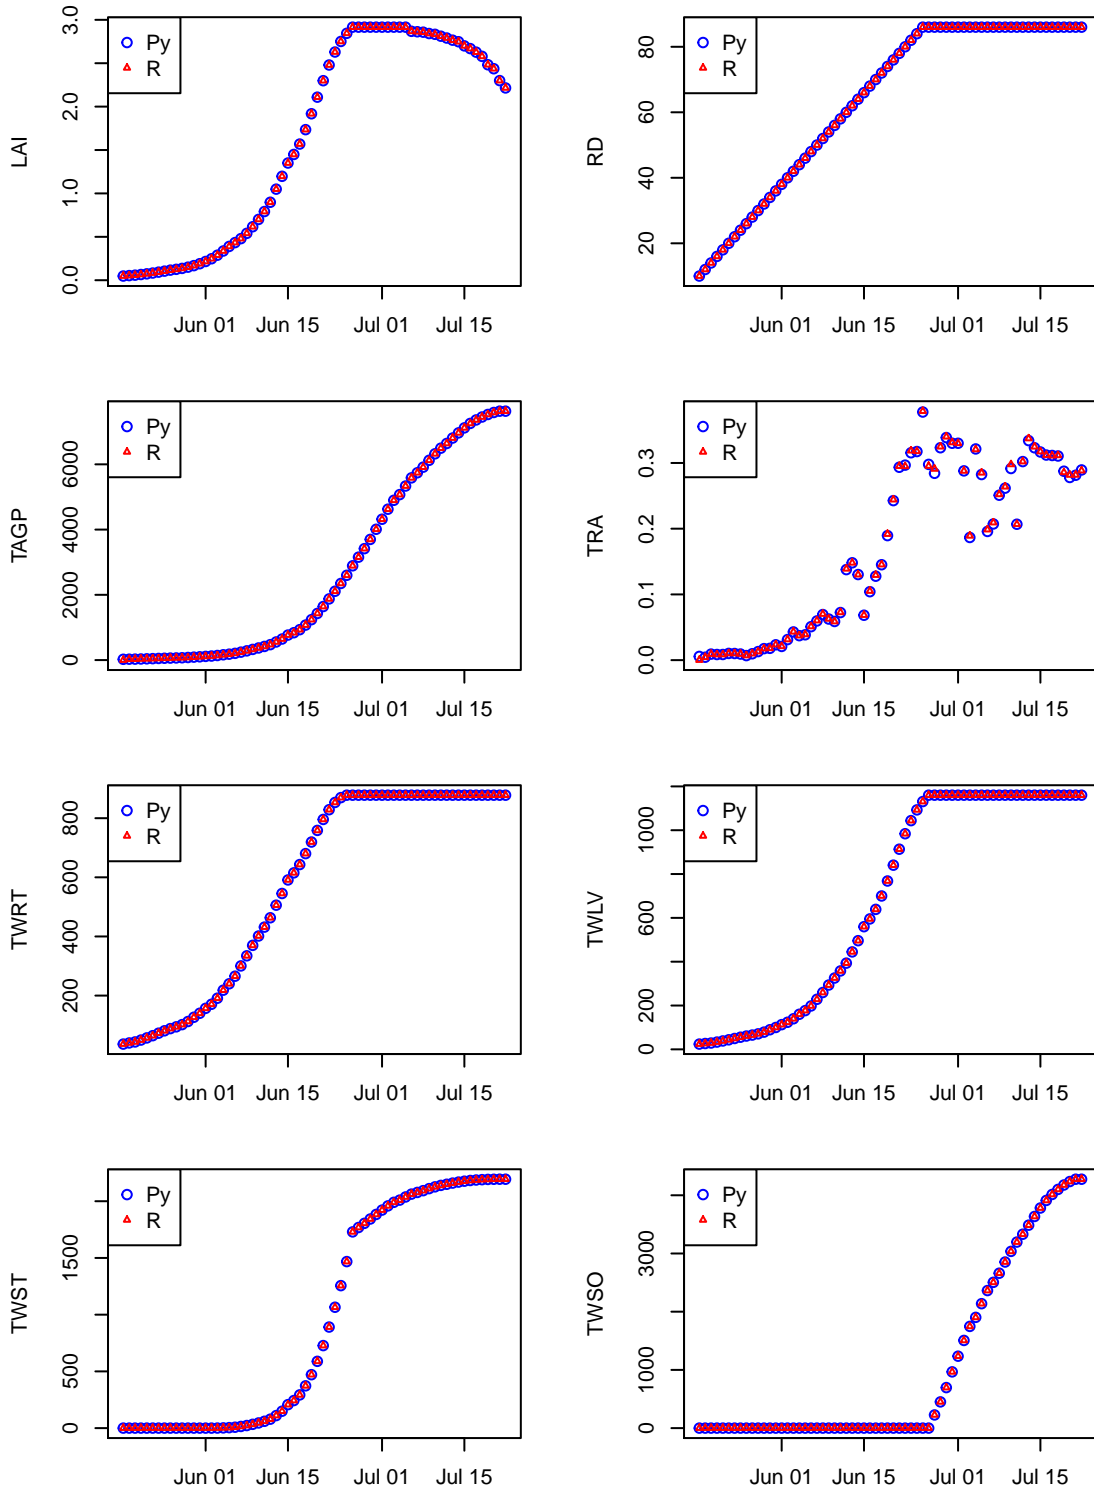 LAI
3.0
2.0
1.0
0.0
Py
R
Jun 01 Jun 15 Jul 01 Jul 15
RD
80
60
40
20
Py
R
Jun 01 Jun 15 Jul 01 Jul 15
TAGP
6000
4000
2000
0
Py
R
Jun 01 Jun 15 Jul 01 Jul 15
TRA
0.3
0.2
0.1
0.0
Py
R
Jun 01 Jun 15 Jul 01 Jul 15
TWRT
800
600
400
200
Py
R
Jun 01 Jun 15 Jul 01 Jul 15
TWLV
1000
600
200
0
Py
R
Jun 01 Jun 15 Jul 01 Jul 15
TWST
1500
500
0
Py
R
Jun 01 Jun 15 Jul 01 Jul 15
TWSO
3000
1000
0
Py
R
Jun 01 Jun 15 Jul 01 Jul 15